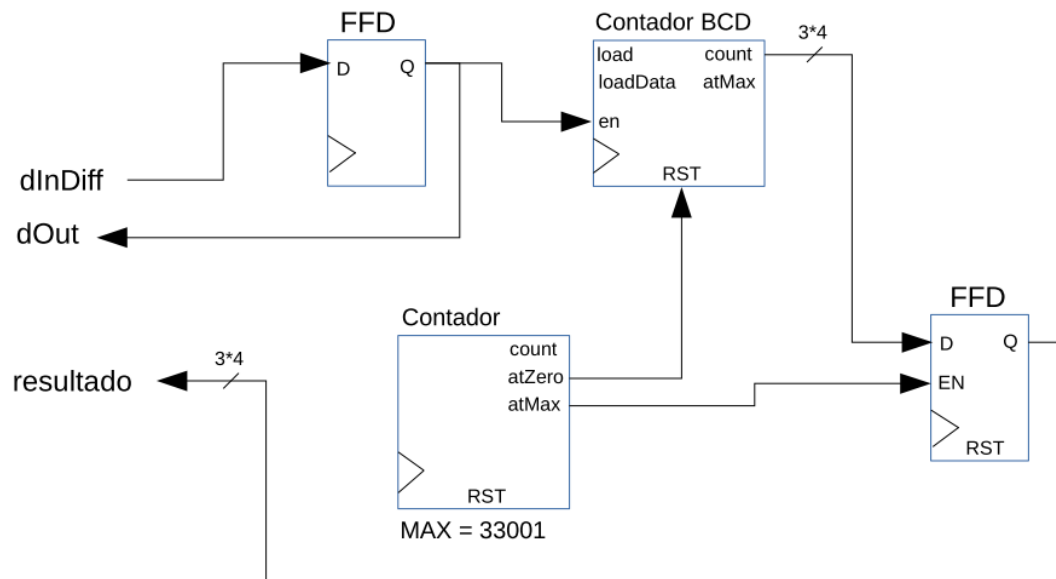 FFD
D
Q
Contador BCD
load
count
loadData
atMax
en
RST
3*4
dInDiff
dOut
Contador
count
atZero
atMax
RST
MAX = 33001
FFD
D
Q
EN
RST
3*4
resultado